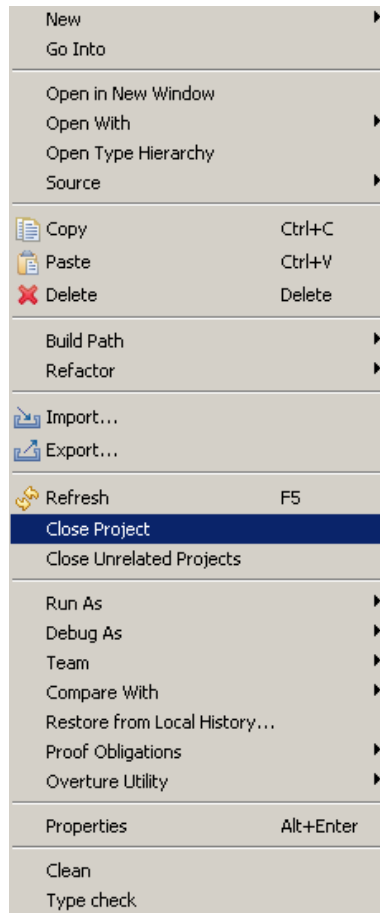 New
Go Into
Open in New Window
Open With
Open Type Hierarchy
Source
Copy Ctrl+C
Paste Ctrl+V
Delete Delete
Build Path
Refactor
Import...
Export...
Refresh F5
Close Project
Close Unrelated Projects
Run As
Debug As
Team
Compare With
Restore from Local History...
Proof Obligations
Overture Utility
Properties Alt+Enter
Clean
Type check